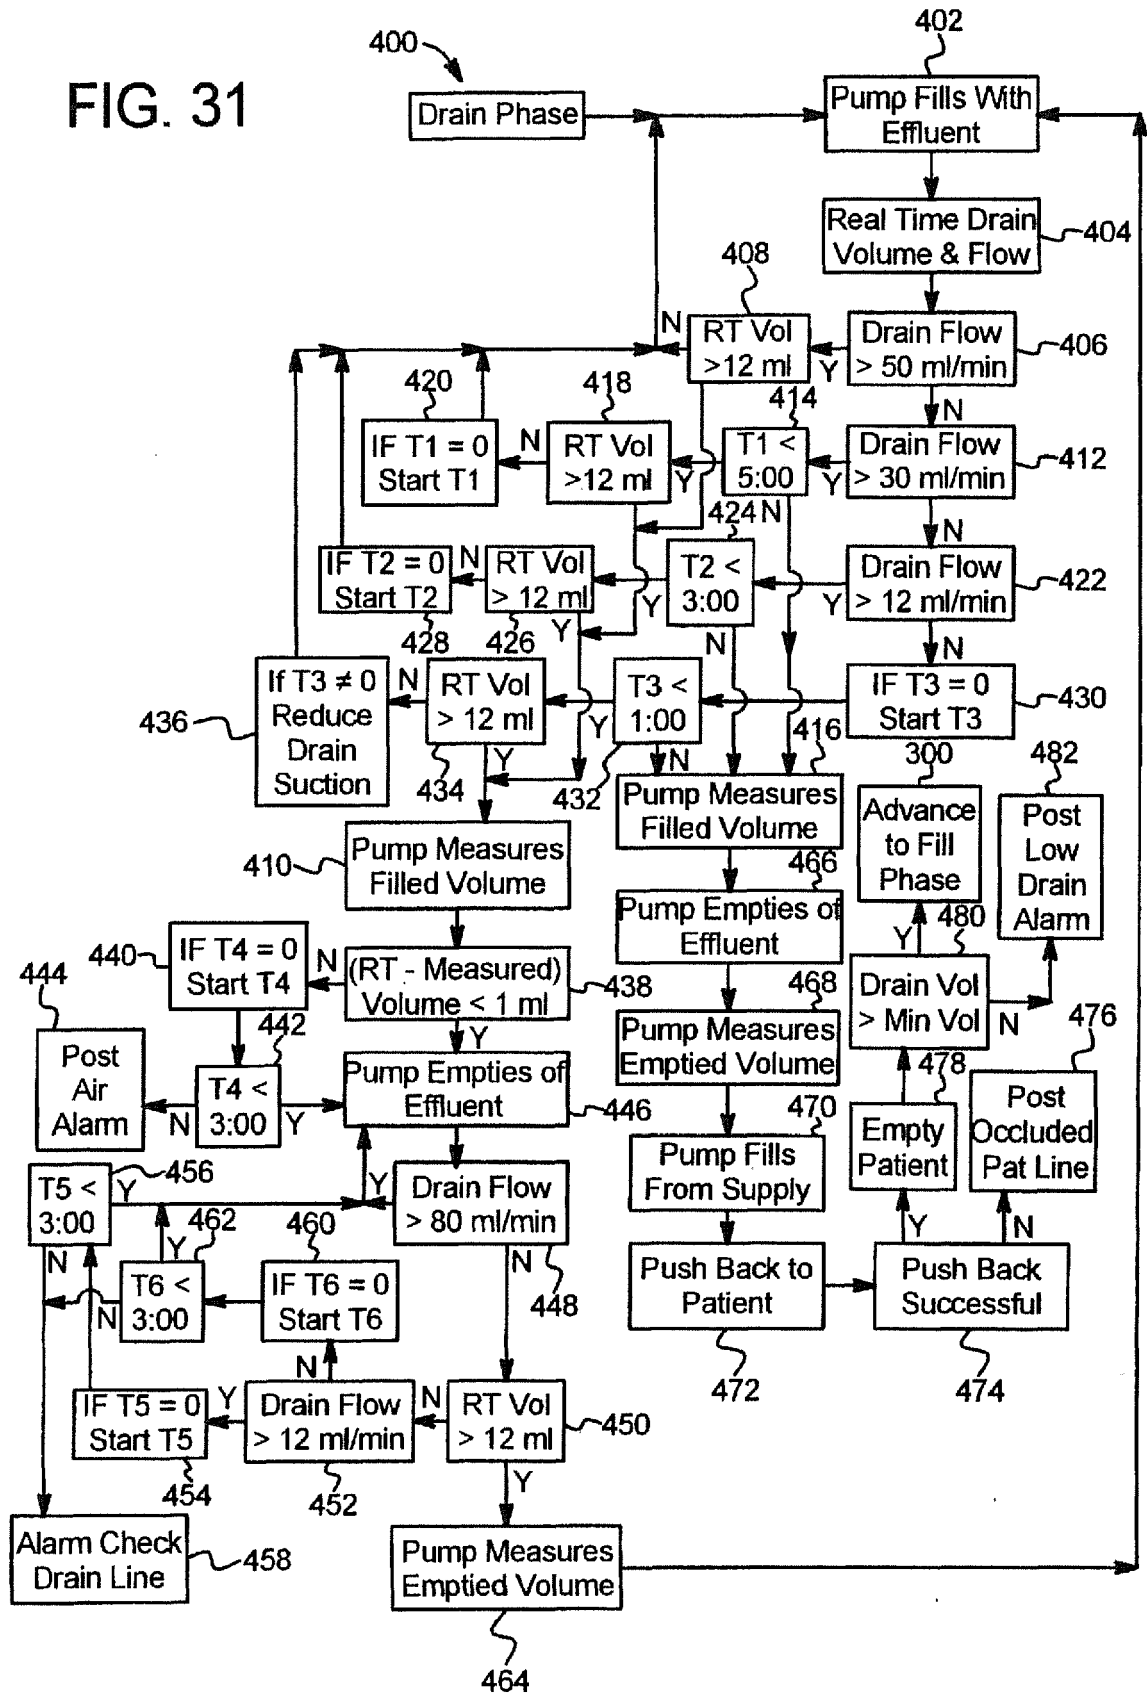 FIG. 31
400
402
Drain Phase
Pump Fills With
Effluent
Real Time Drain
Volume & Flow
404
408
N
RT Vol
>12 ml
Y
Drain Flow
> 50 ml/min
406
N
420
418
414
IF T1 = 0
Start T1
N
RT Vol
>12 ml
Y
T1 <
5:00
Y
Drain Flow
> 30 ml/min
412
424
N
N
IF T2 = 0
Start T2
N
RT Vol
> 12 ml
Y
T2 <
3:00
Y
Drain Flow
> 12 ml/min
422
428
426
Y
N
N
If T3 ≠ 0
Reduce
Drain
Suction
436
N
RT Vol
> 12 ml
Y
T3 <
1:00
IF T3 = 0
Start T3
430
434
Y
432
N
416
300
482
Pump Measures
Filled Volume
410
Pump Measures
Filled Volume
Advance
to Fill
Phase
Post
Low
Drain
Alarm
466
Pump Empties of
Effluent
Y
480
440
IF T4 = 0
Start T4
N
(RT - Measured)
Volume < 1 ml
438
468
Drain Vol
> Min Vol
N
444
442
Y
476
Post
Air
Alarm
N
T4 <
3:00
Y
Pump Empties of
Effluent
446
Pump Measures
Emptied Volume
478
470
Empty
Patient
Post
Occluded
Pat Line
456
T5 <
3:00
Y
Y
Drain Flow
> 80 ml/min
Pump Fills
From Supply
Y
N
N
462
460
Y
N
448
T6 <
3:00
N
IF T6 = 0
Start T6
Push Back to
Patient
Push Back
Successful
472
474
N
IF T5 = 0
Start T5
Y
Drain Flow
> 12 ml/min
N
RT Vol
> 12 ml
450
454
452
Y
Alarm Check
Drain Line
458
Pump Measures
Emptied Volume
464